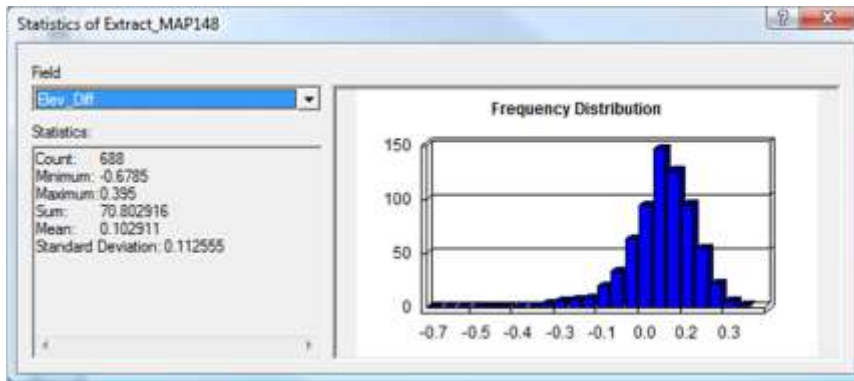 Statistics of Extract_MAP148
Field
Elev_Diff
Statistics:
Count: 688
Minimum: -0.6785
Maximum: 0.395
Sum: 70.802916
Mean: 0.102911
Standard Deviation: 0.112555
Frequency Distribution
150
100
50
0
-0.7 -0.5 -0.4 -0.3 -0.1 0.0 0.2 0.3